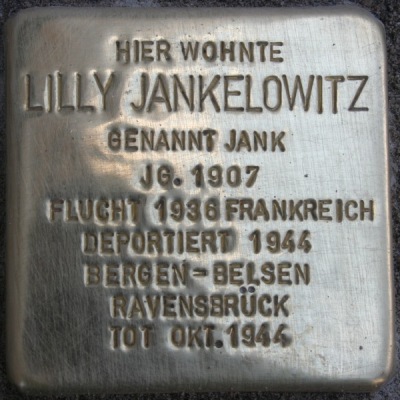 HIER WOHNTE
LILLY JANKELOWITZ
GENANNT JANK
JG. 1907
FLUCHT 1936 FRANKREICH
DEPORTIERT 1944
BERGEN-BELSEN
RAVENSBRÜCK
TOT OKT. 1944